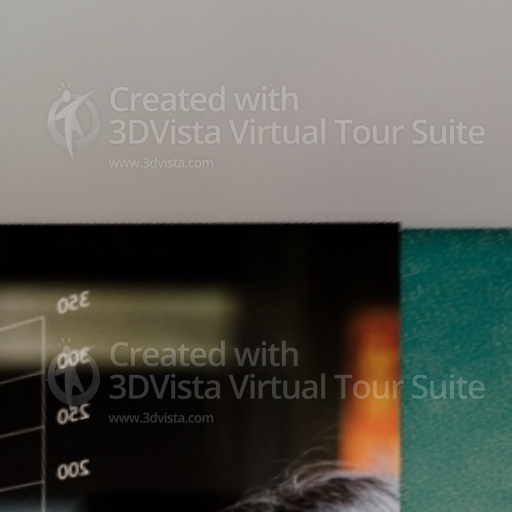 Created with
3DVista Virtual Tour Suite
www.3dvista.com
350
300
Created with
3DVista Virtual Tour Suite
250
www.3dvista.com
200